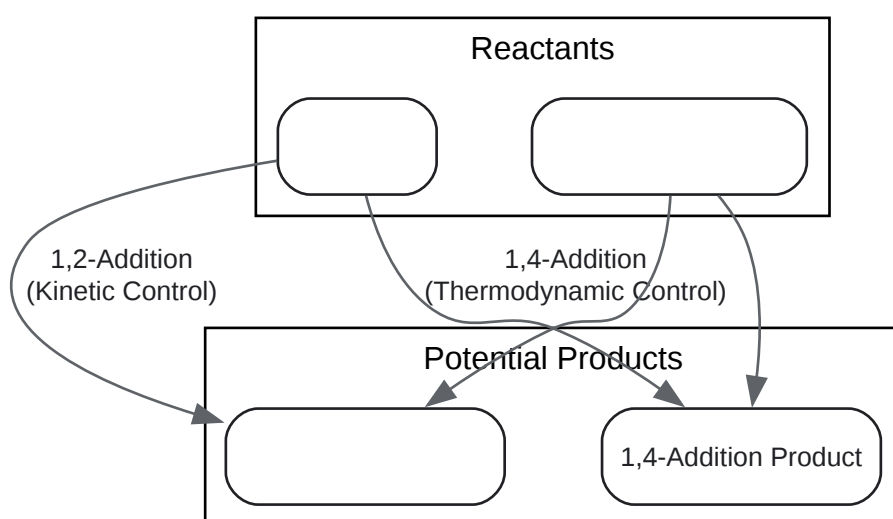 Reactants
1,2-Addition
(Kinetic Control)
1,4-Addition
(Thermodynamic Control)
Potential Products
1,4-Addition Product